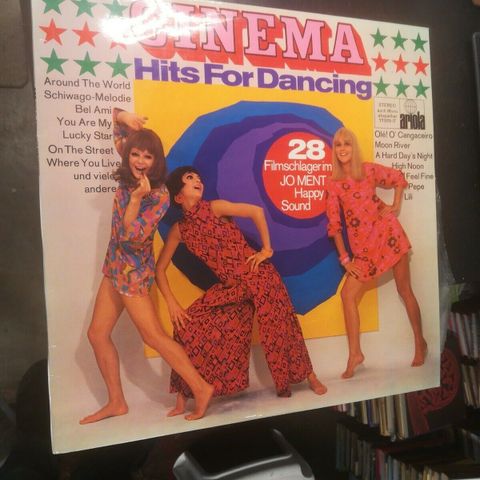 CINEMA
Hits For Dancing
Around The World
Schiwago-Melodie
Bel Ami
You Are My
Lucky Star
On The Street
Where You Live
und viele
andere
28
Filmschlager im
JO MENT
Happy
Sound
STEREO
ariola
Olé! O' Cangaceiro
Moon River
A Hard Day's Night
High Noon
I Feel Fine
Pepe
Lili